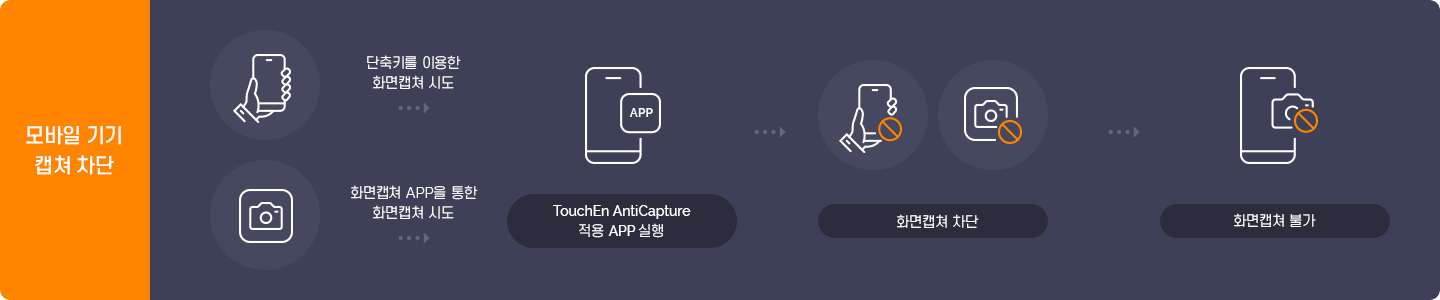 모바일 기기
캡쳐 차단
단축키를 이용한
화면캡쳐 시도
화면캡쳐 APP을 통한
화면캡쳐 시도
APP
TouchEn AntiCapture
적용 APP 실행
화면캡쳐 차단
화면캡쳐 불가